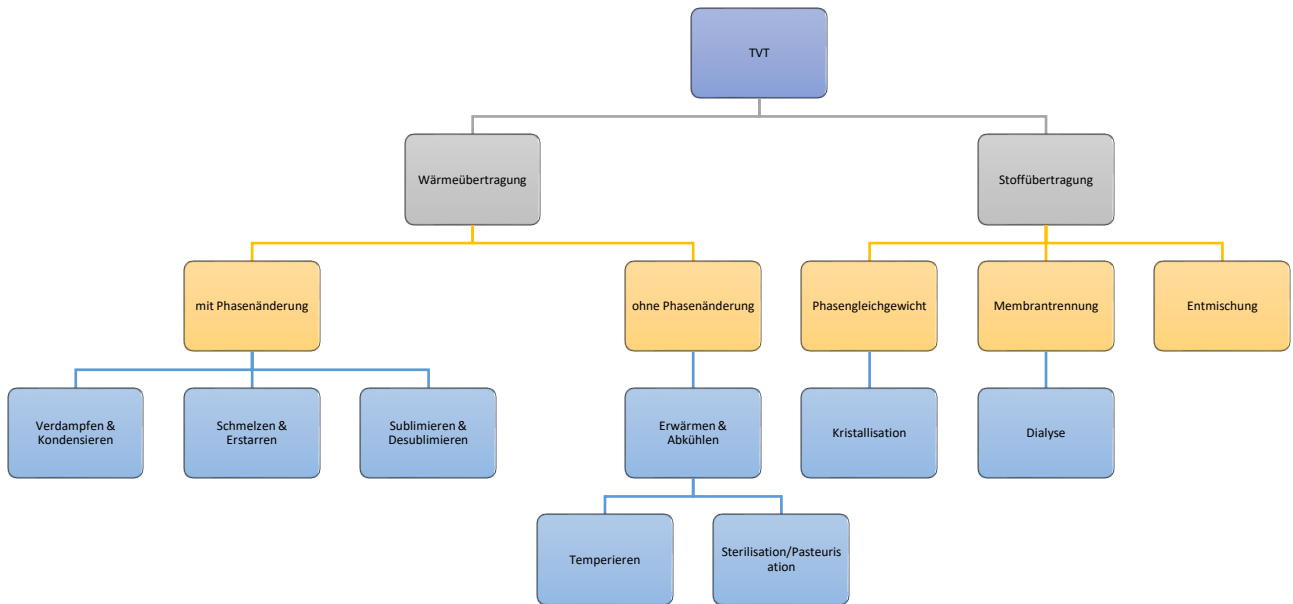 TVT
Wärmeübertragung
Stoffübertragung
mit Phasenänderung
ohne Phasenänderung
Phasengleichgewicht
Membrantrennung
Entmischung
Verdampfen &
Kondensieren
Schmelzen &
Erstarren
Sublimieren &
Desublimieren
Erwärmen &
Abkühlen
Kristallisation
Dialyse
Temperieren
Sterilisation/Pasteuris
ation